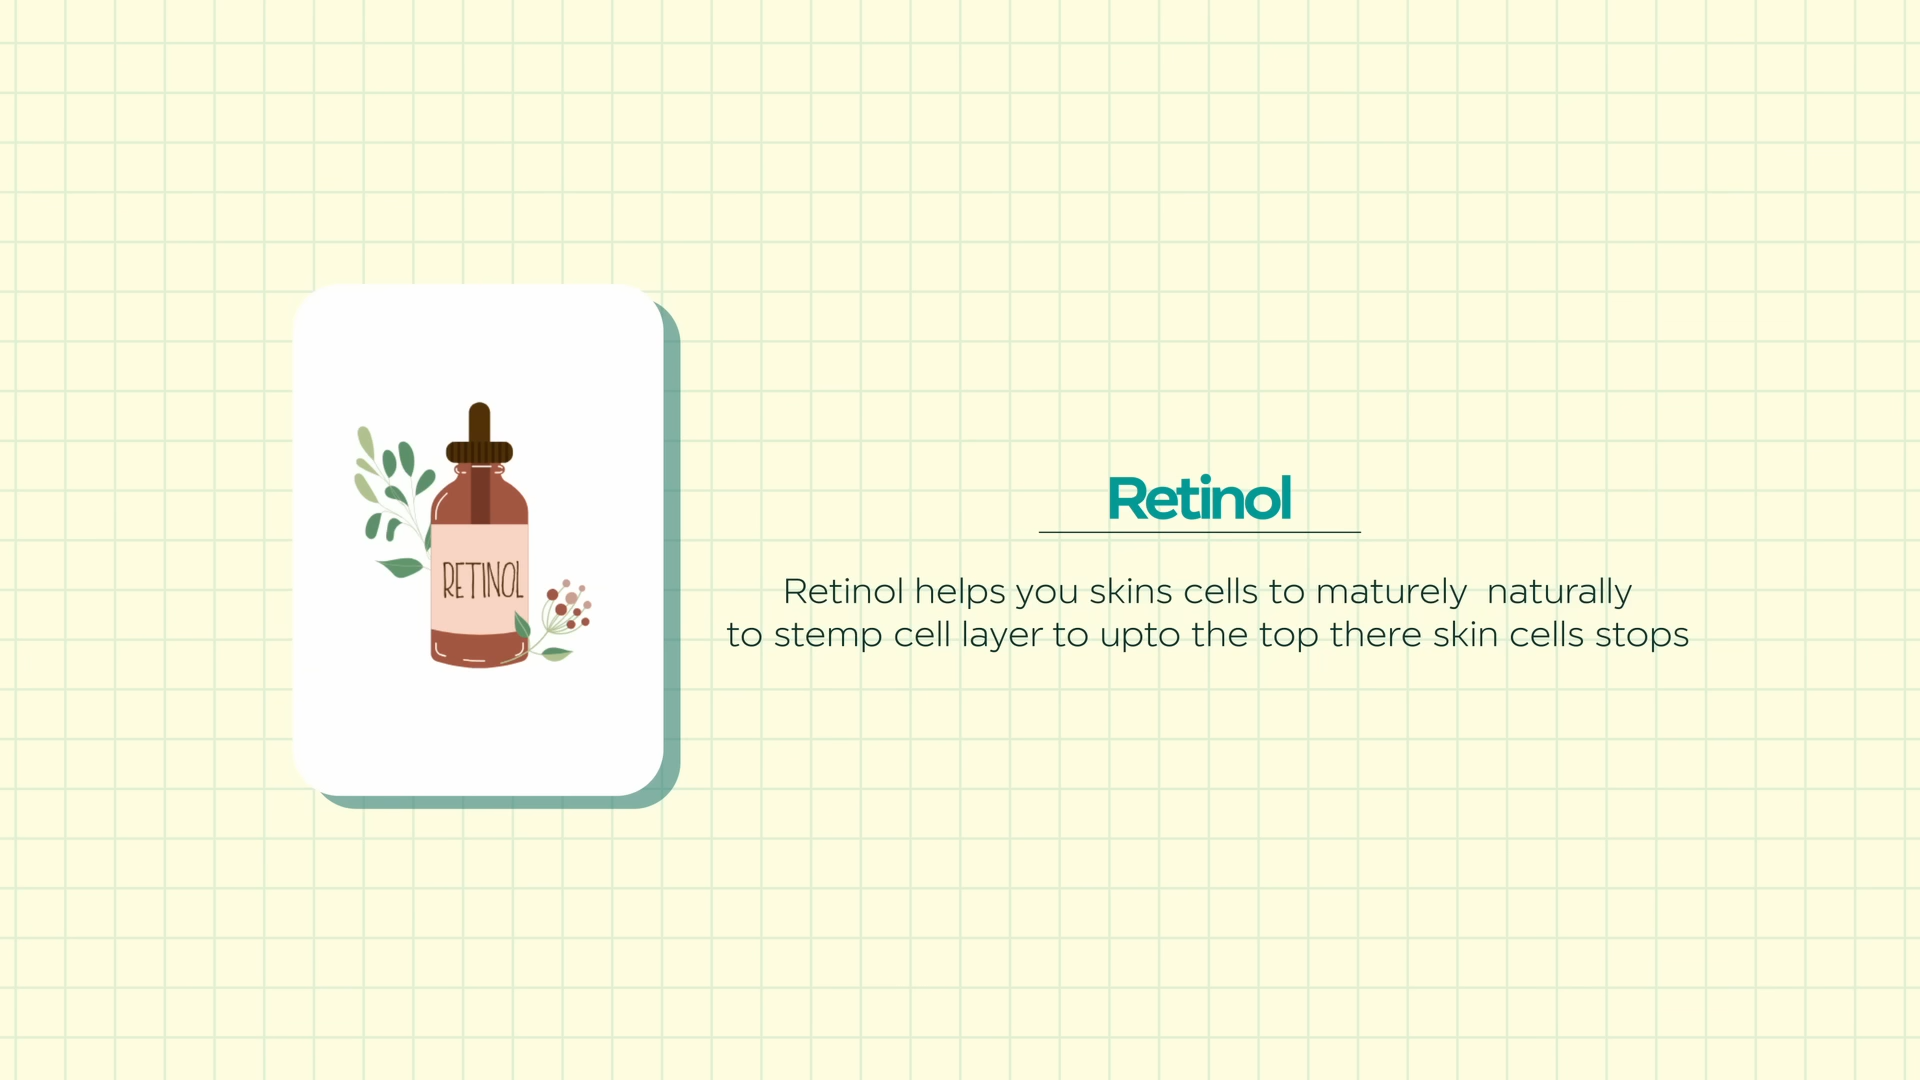 RETINOL
Retinol
Retinol helps you skins cells to maturely  naturally
to stemp cell layer to upto the top there skin cells stops